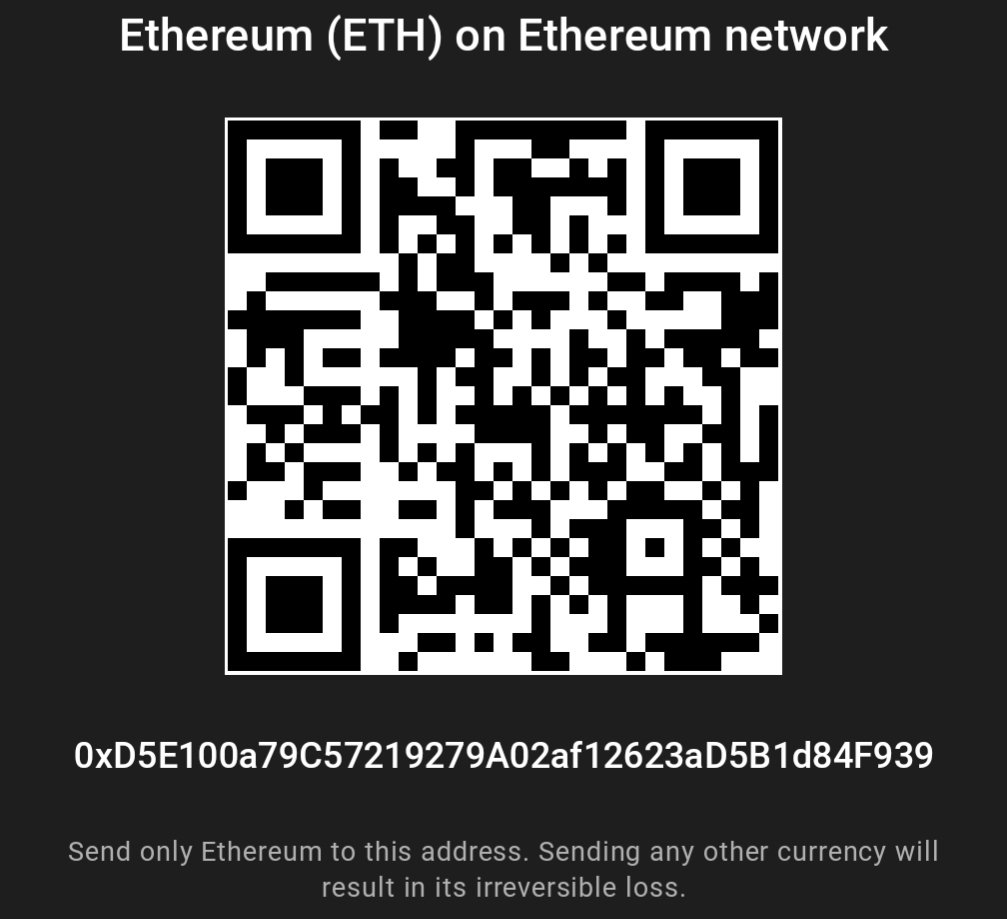 Ethereum (ETH) on Ethereum network
0xD5E100a79C57219279A02af12623aD5B1d84F939
Send only Ethereum to this address. Sending any other currency will
result in its irreversible loss.